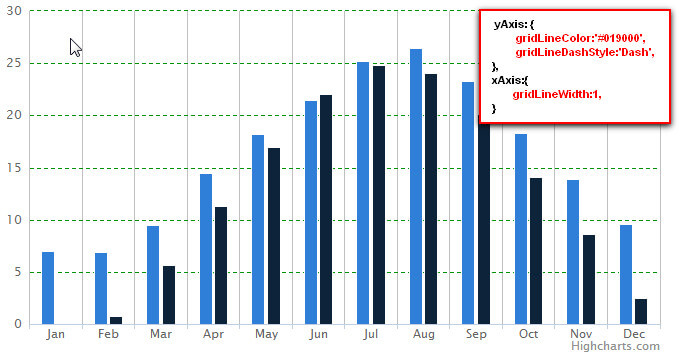 30
25
20
15
10
5
0
Jan Feb Mar Apr May Jun Jul Aug Sep Oct Nov Dec
Highcharts.com
yAxis: {
gridLineColor:'#019000',
gridLineDashStyle:'Dash',
},
xAxis:{
gridLineWidth:1,
}